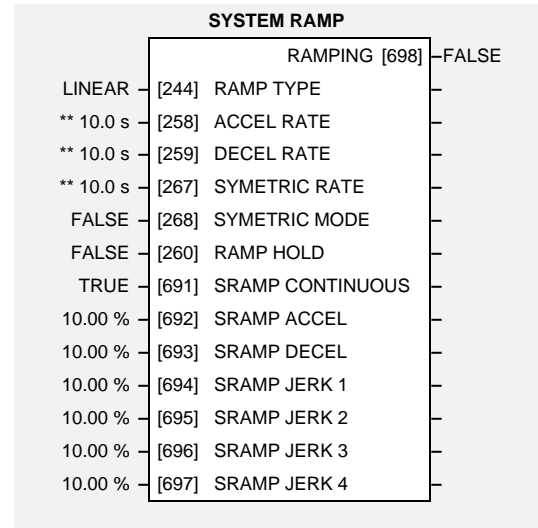 SYSTEM RAMP
RAMPING [698] FALSE
LINEAR [244] RAMP TYPE
** 10.0 s [258] ACCEL RATE
** 10.0 s [259] DECEL RATE
** 10.0 s [267] SYMETRIC RATE
FALSE [268] SYMETRIC MODE
FALSE [260] RAMP HOLD
TRUE [691] SRAMP CONTINUOUS
10.00 % [692] SRAMP ACCEL
10.00 % [693] SRAMP DECEL
10.00 % [694] SRAMP JERK 1
10.00 % [695] SRAMP JERK 2
10.00 % [696] SRAMP JERK 3
10.00 % [697] SRAMP JERK 4